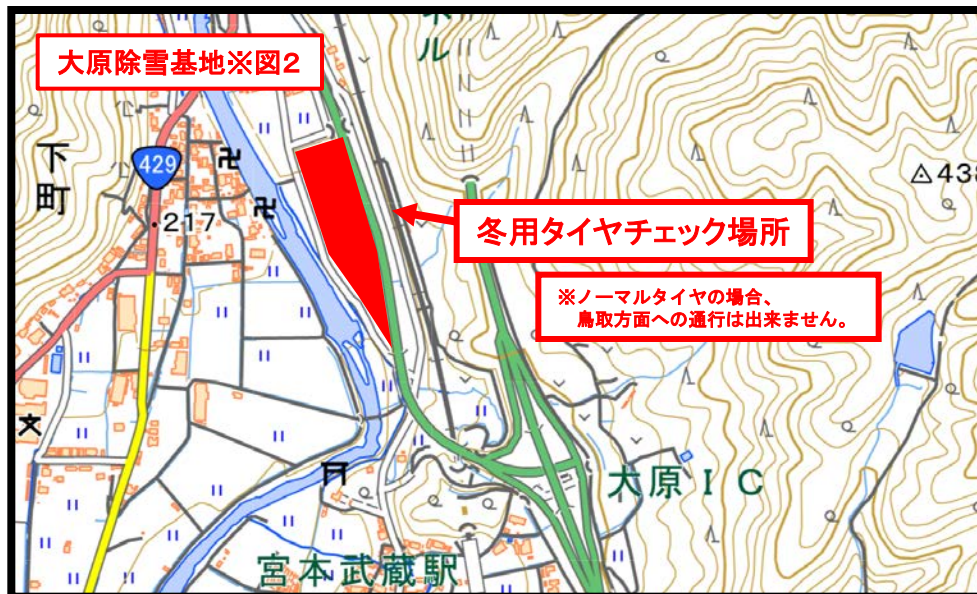 大原除雪基地※図2
ネル
下町
429
217
438
冬用タイヤチェック場所
※ノーマルタイヤの場合、
鳥取方面への通行は出来ません。
大原IC
宮本武蔵駅